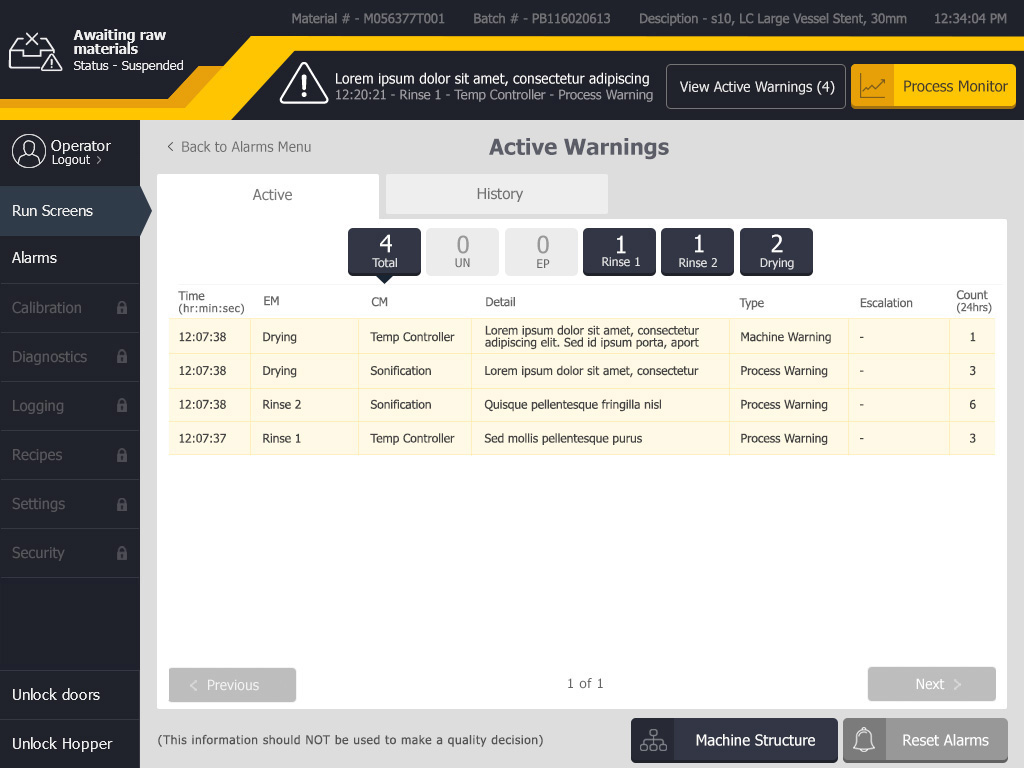 Material # - M056377T001 Batch # - PB116020613 Desciption - s10, LC Large Vessel Stent, 30mm 12:34:04 PM
Awaiting raw
materials
Status - Suspended
Lorem ipsum dolor sit amet, consectetur adipiscing
12:20:21 - Rinse 1 - Temp Controller - Process Warning
View Active Warnings (4)
Process Monitor
Operator
Logout >
Run Screens
Alarms
Calibration
Diagnostics
Logging
Recipes
Settings
Security
Unlock doors
Unlock Hopper
< Back to Alarms Menu
Active Warnings
Active
History
4
Total
0
UN
0
EP
1
Rinse 1
1
Rinse 2
2
Drying
Time
(hr:min:sec)
EM
CM
Detail
Type
Escalation
Count
(24hrs)
12:07:38 Drying Temp Controller Lorem ipsum dolor sit amet, consectetur
adipiscing elit. Sed id ipsum porta, aport Machine Warning - 1
12:07:38 Drying Sonification Lorem ipsum dolor sit amet, consectetur Process Warning - 3
12:07:38 Rinse 2 Sonification Quisque pellentesque fringilla nisl Process Warning - 6
12:07:37 Rinse 1 Temp Controller Sed mollis pellentesque purus Process Warning - 3
< Previous
1 of 1
Next >
(This information should NOT be used to make a quality decision)
Machine Structure
Reset Alarms